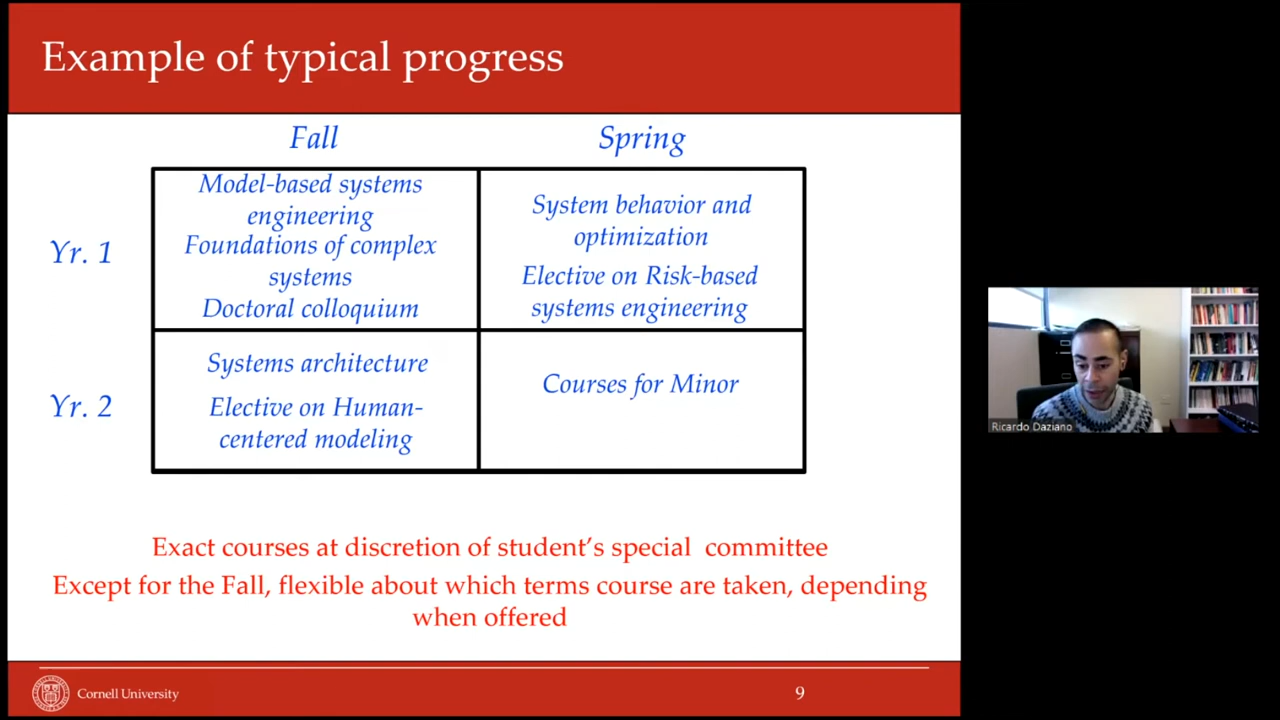 Example of typical progress
Fall
Spring
Yr. 1
Model-based systems
engineering
Foundations of complex
systems
Doctoral colloquium
System behavior and
optimization
Elective on Risk-based
systems engineering
Yr. 2
Systems architecture
Elective on Human-
centered modeling
Courses for Minor
Exact courses at discretion of student's special committee
Except for the Fall, flexible about which terms course are taken, depending
when offered
Cornell University
9
Ricardo Daziano